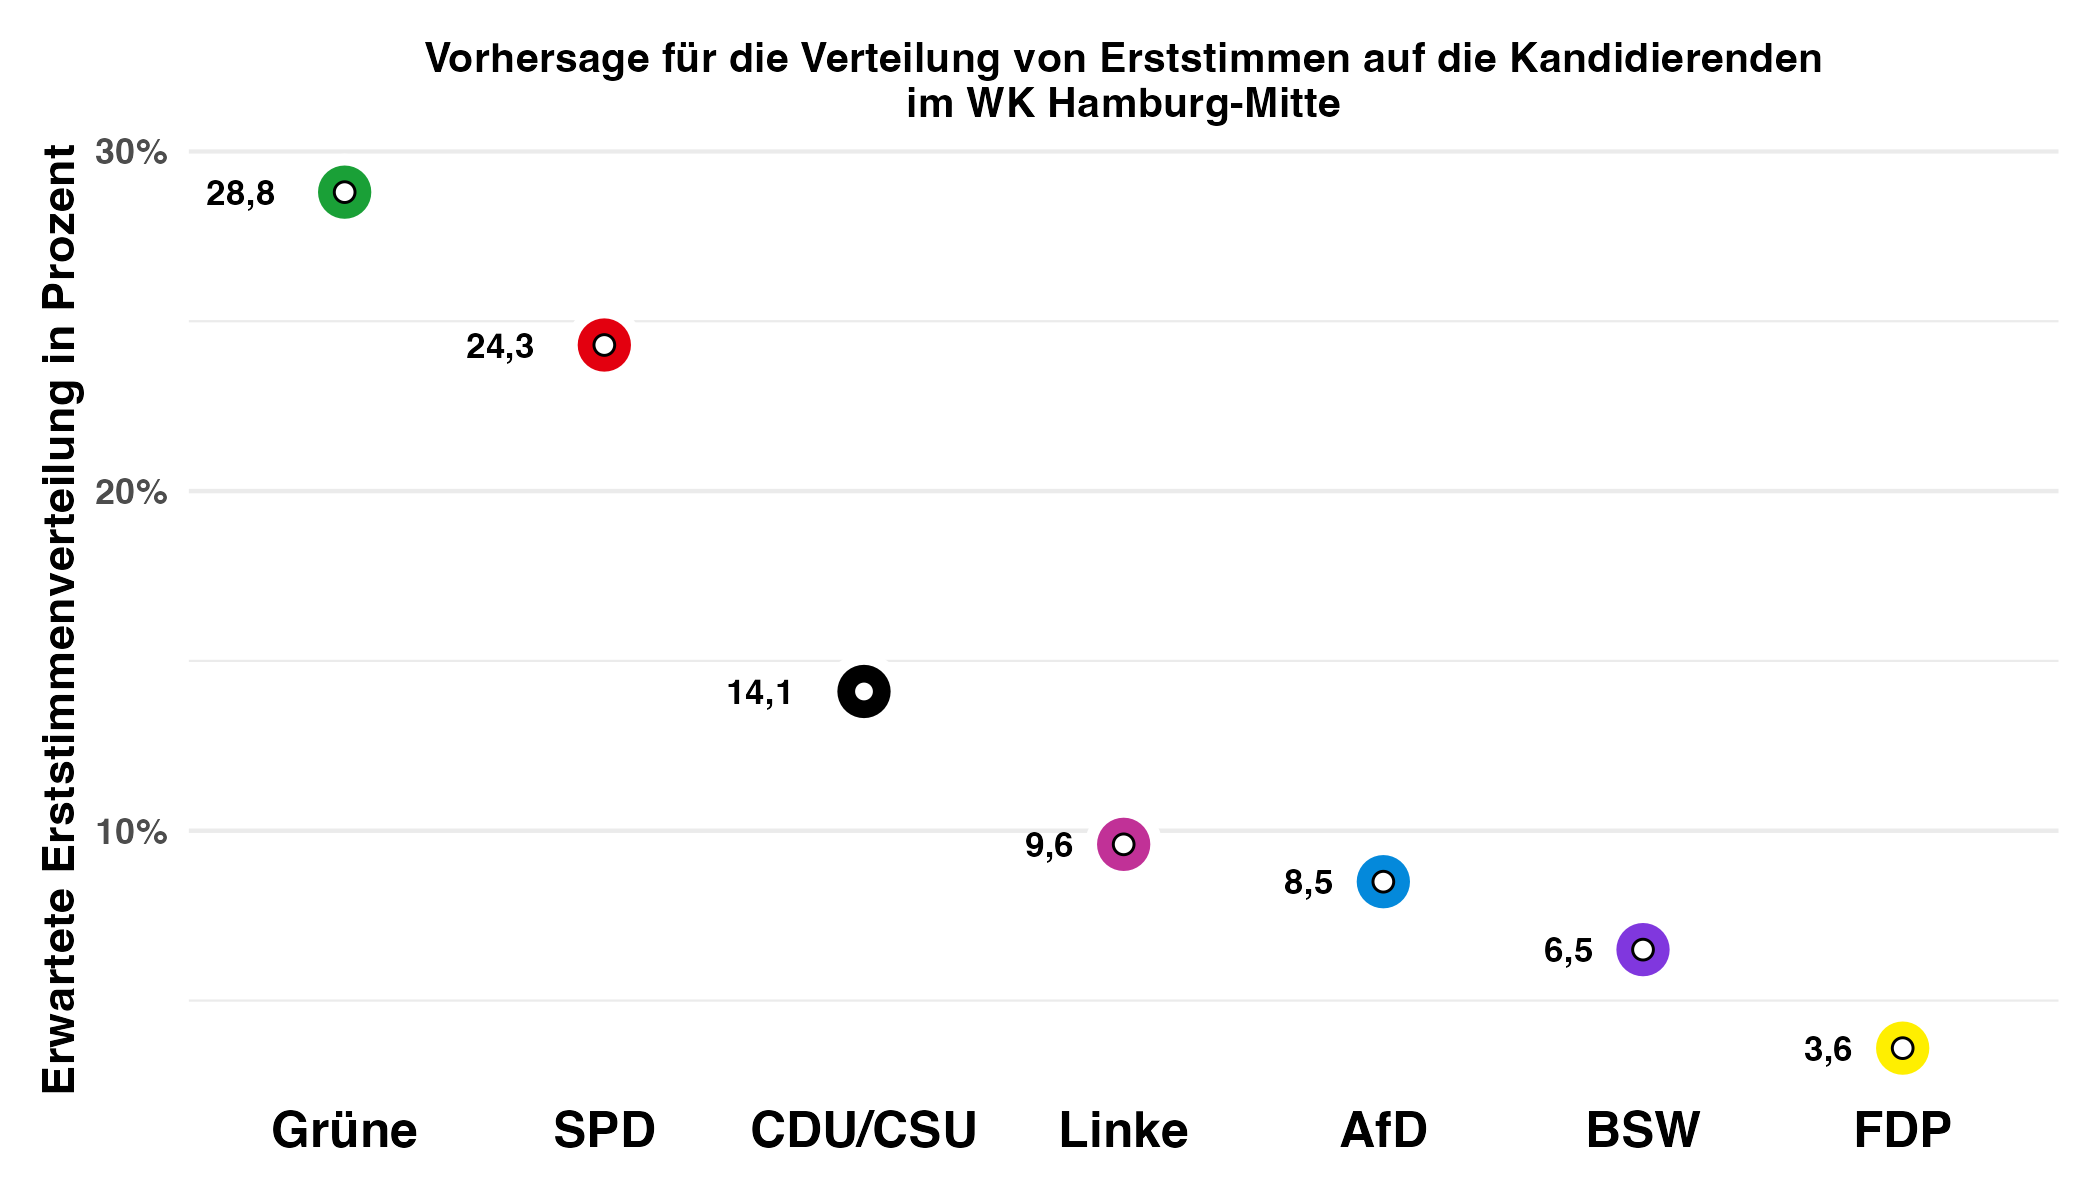 Vorhersage für die Verteilung von Erststimmen auf die Kandidierenden
im WK Hamburg-Mitte
Erwartete Erststimmenverteilung in Prozent
30%
20%
10%
28,8
24,3
14,1
9,6
8,5
6,5
3,6
Grüne SPD CDU/CSU Linke AfD BSW FDP